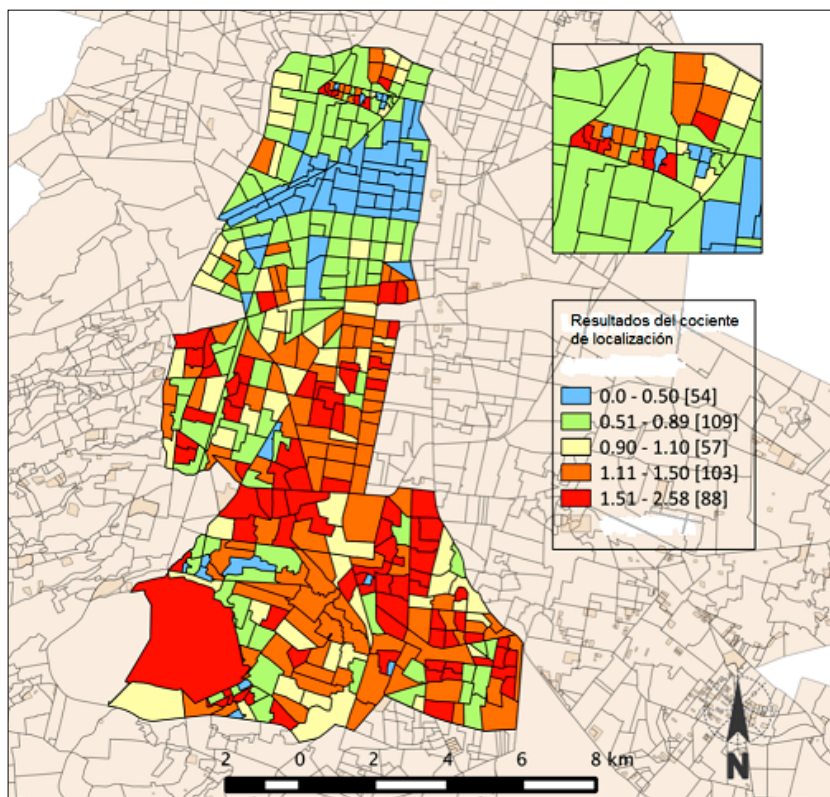 Resultados del cociente
de localización
0.0 - 0.50 [54]
0.51 - 0.89 [109]
0.90 - 1.10 [57]
1.11 - 1.50 [103]
1.51 - 2.58 [88]
N
2 0 2 4 6 8 km